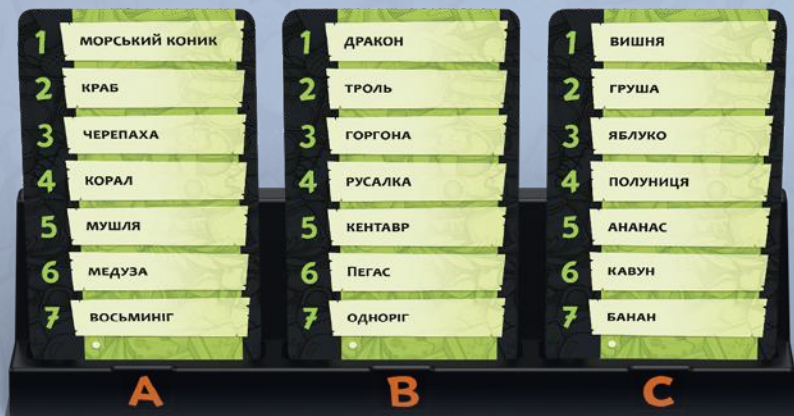 1 МОРСЬКИЙ КОНИК
2 КРАБ
3 ЧЕРЕПАХА
4 КОРАЛ
5 МУШЛЯ
6 МЕДУЗА
7 ВОСЬМИНІГ
A
1 ДРАКОН
2 ТРОЛЬ
3 ГОРГОНА
4 РУСАЛКА
5 КЕНТАВР
6 ПЕГАС
7 ОДНОРІГ
B
1 ВИШНЯ
2 ГРУША
3 ЯБЛУКО
4 ПОЛУНИЦЯ
5 АНАНАС
6 КАВУН
7 БАНАН
C